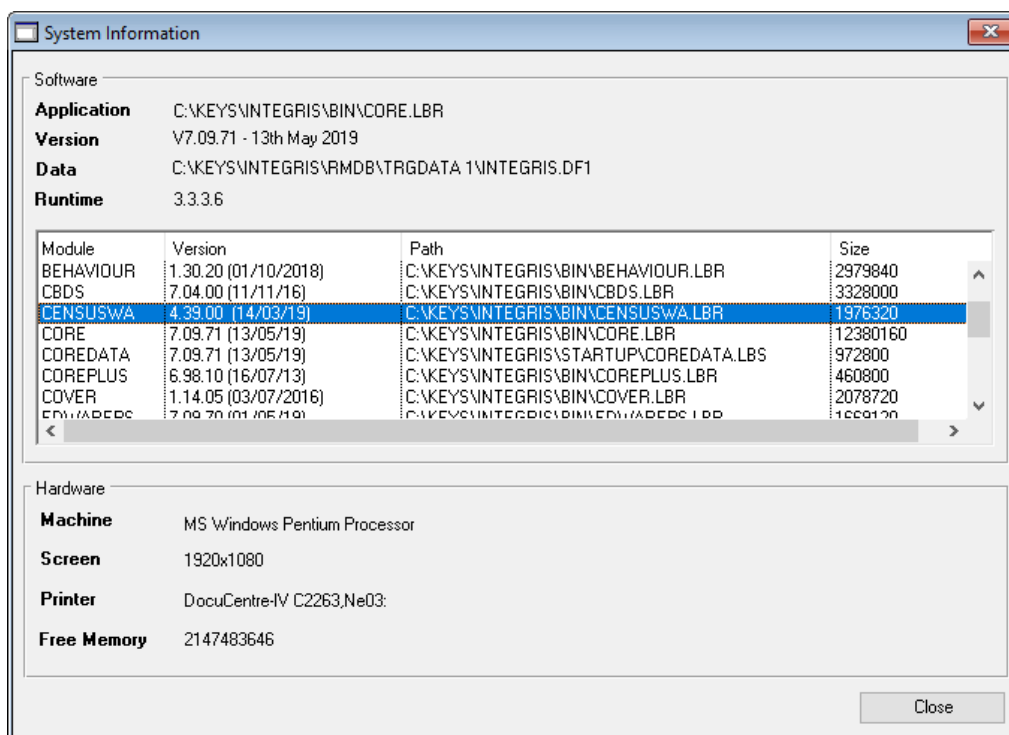 System Information
Software
Application C:\KEYS\INTEGRIS\BIN\CORE.LBR
Version V7.09.71 - 13th May 2019
Data C:\KEYS\INTEGRIS\RMDB\TRGDATA 1\INTEGRIS.DF1
Runtime 3.3.3.6
Module Version Path Size
BEHAVIOUR 1.30.20 (01/10/2018) C:\KEYS\INTEGRIS\BIN\BEHAVIOUR.LBR 2979840
CBDS 7.04.00 (11/11/16) C:\KEYS\INTEGRIS\BIN\CBDS.LBR 3328000
CENSUSWA 4.39.00 (14/03/19) C:\KEYS\INTEGRIS\BIN\CENSUSWA.LBR 1976320
CORE 7.09.71 (13/05/19) C:\KEYS\INTEGRIS\BIN\CORE.LBR 12380160
COREDATA 7.09.71 (13/05/19) C:\KEYS\INTEGRIS\STARTUP\COREDATA.LBS 972800
COREPLUS 6.98.10 (16/07/13) C:\KEYS\INTEGRIS\BIN\COREPLUS.LBR 460800
COVER 1.14.05 (03/07/2016) C:\KEYS\INTEGRIS\BIN\COVER.LBR 2078720
7.09.70 (01/05/19) 1669120
Hardware
Machine MS Windows Pentium Processor
Screen 1920x1080
Printer DocuCentre-IV C2263,Ne03:
Free Memory 2147483646
Close